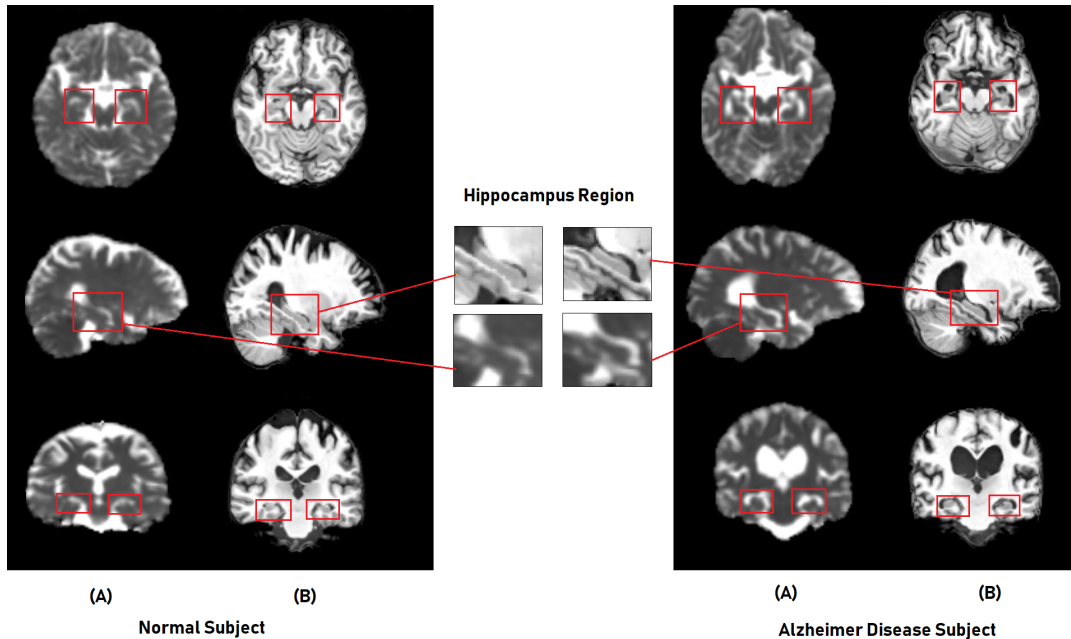 Hippocampus Region
(A)
(B)
(A)
(B)
Normal Subject
Alzheimer Disease Subject